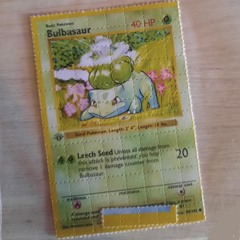 Basic Pokémon
Bulbasaur
40 HP
Seed Pokémon. Length: 2' 4", Weight: 15 lbs.
Leech Seed Unless all damage from
this attack is prevented, you may
remove 1 damage counter from
Bulbasaur.
20